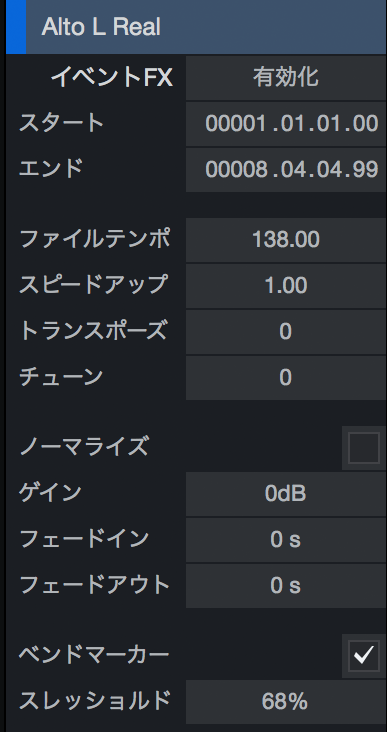 Alto L Real
イベントFX 有効化
スタート 00001.01.01.00
エンド 00008.04.04.99
ファイルテンポ 138.00
スピードアップ 1.00
トランスポーズ 0
チューン 0
ノーマライズ
ゲイン 0dB
フェードイン 0 s
フェードアウト 0 s
ベンドマーカー
スレッショルド 68%